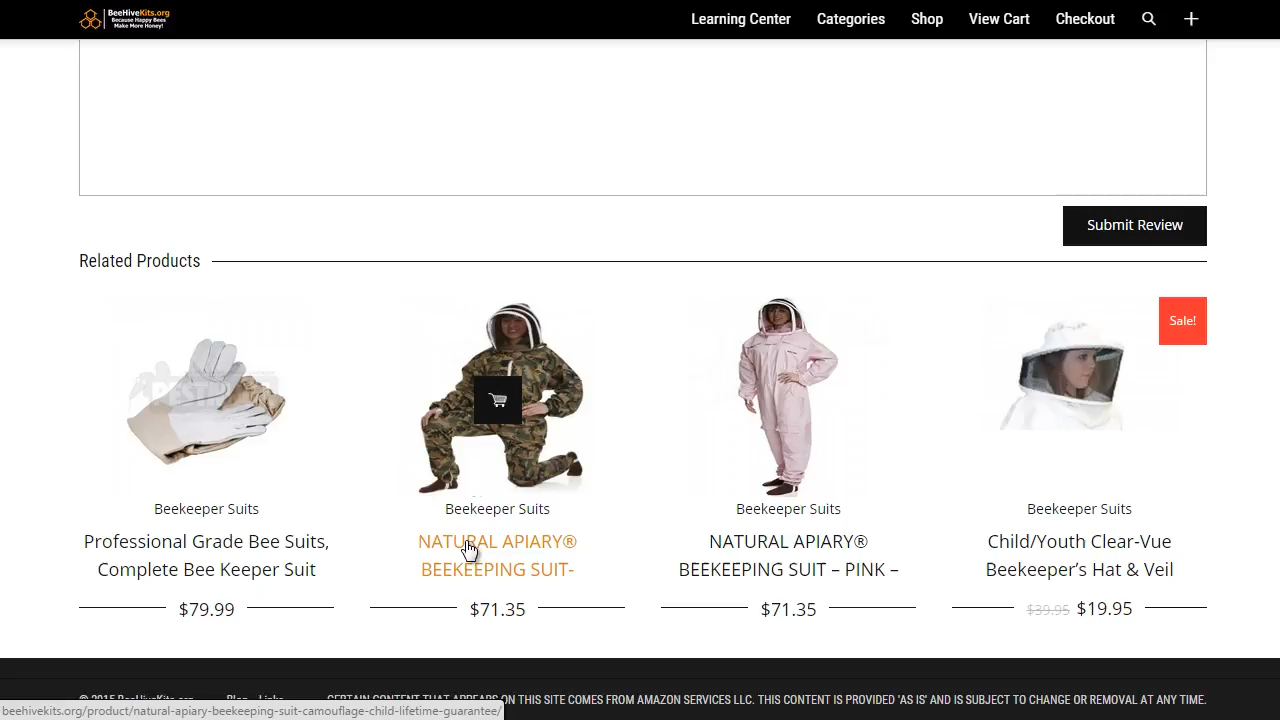 BeeHiveKits.org
Because Happy Bees
Make More Honey!
Learning Center
Categories
Shop
View Cart
Checkout
Submit Review
Related Products
Sale!
PEST
Beekeeper Suits
Professional Grade Bee Suits,
Complete Bee Keeper Suit
$79.99
Beekeeper Suits
NATURAL APIARY®
BEEKEEPING SUIT-
$71.35
Beekeeper Suits
NATURAL APIARY®
BEEKEEPING SUIT – PINK –
$71.35
Beekeeper Suits
Child/Youth Clear-Vue
Beekeeper's Hat & Veil
$39.95 $19.95
© 2015 BeeHiveKits.org
Blog
Links
CERTAIN CONTENT THAT APPEARS ON THIS SITE COMES FROM AMAZON SERVICES LLC. THIS CONTENT IS PROVIDED 'AS IS' AND IS SUBJECT TO CHANGE OR REMOVAL AT ANY TIME.
beehivekits.org/product/natural-apiary-beekeeping-suit-camouflage-child-lifetime-guarantee/